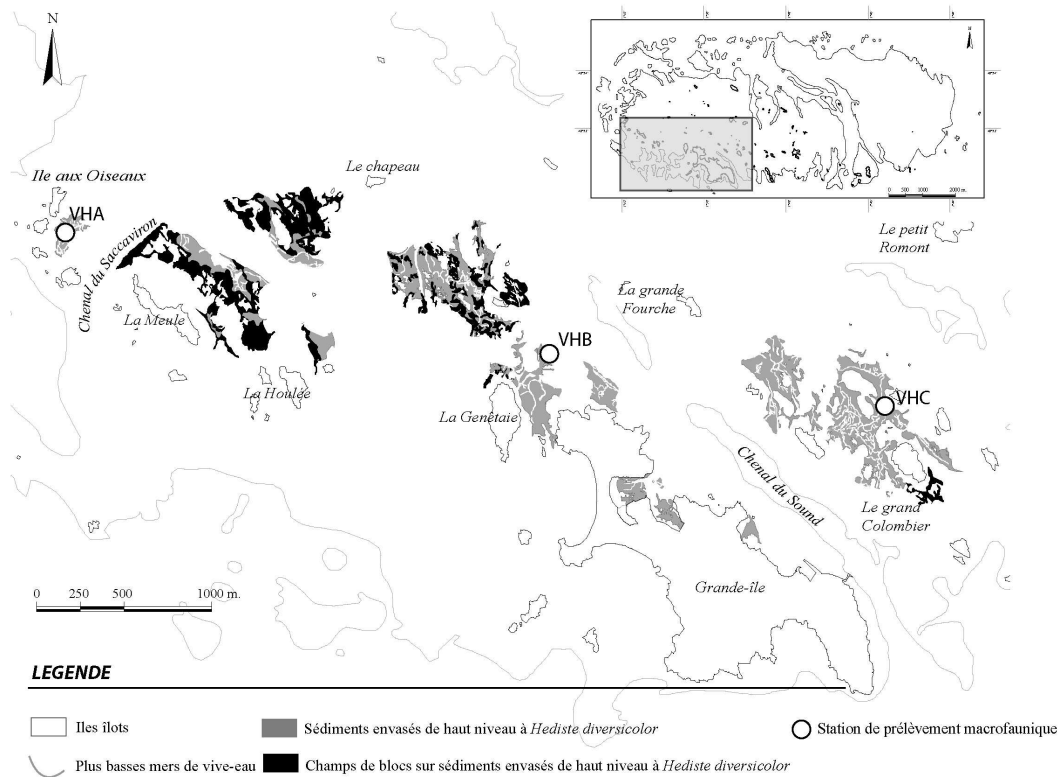 N
Ile aux Oiseaux
VHA
Chenal du Saccaviron
La Meule
La Houlée
Le chapeau
N
0 500 1000 2000 m.
Le petit
Romont
La grande
Fourche
VHB
La Genétaie
VHC
Chenal du Sound
Le grand
Colombier
Grande-île
0 250 500 1000 m.
LEGENDE
Iles îlots
Sédiments envasés de haut niveau à Hediste diversicolor
Station de prélèvement macrofaunique
Plus basses mers de vive-eau
Champs de blocs sur sédiments envasés de haut niveau à Hediste diversicolor